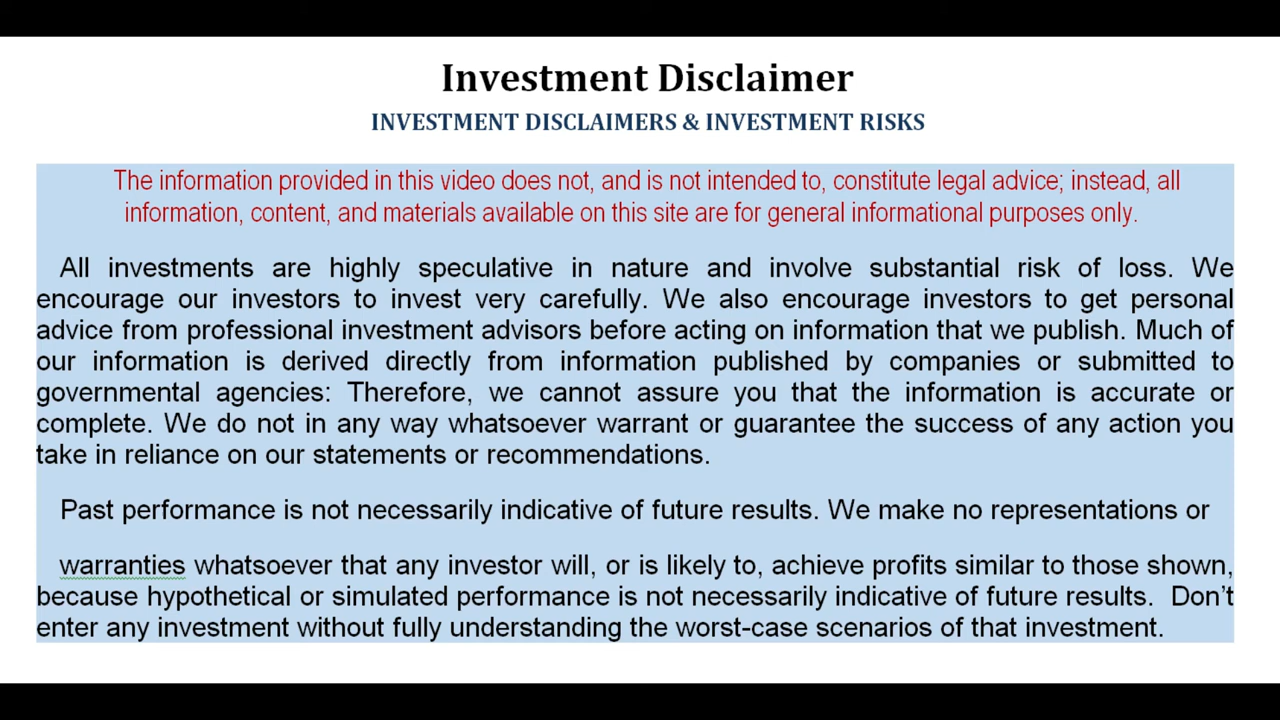 Investment Disclaimer
INVESTMENT DISCLAIMERS & INVESTMENT RISKS
The information provided in this video does not, and is not intended to, constitute legal advice; instead, all
information, content, and materials available on this site are for general informational purposes only.
All investments are highly speculative in nature and involve substantial risk of loss. We
encourage our investors to invest very carefully. We also encourage investors to get personal
advice from professional investment advisors before acting on information that we publish. Much of
our information is derived directly from information published by companies or submitted to
governmental agencies: Therefore, we cannot assure you that the information is accurate or
complete. We do not in any way whatsoever warrant or guarantee the success of any action you
take in reliance on our statements or recommendations.
Past performance is not necessarily indicative of future results. We make no representations or
warranties whatsoever that any investor will, or is likely to, achieve profits similar to those shown,
because hypothetical or simulated performance is not necessarily indicative of future results. Don't
enter any investment without fully understanding the worst-case scenarios of that investment.